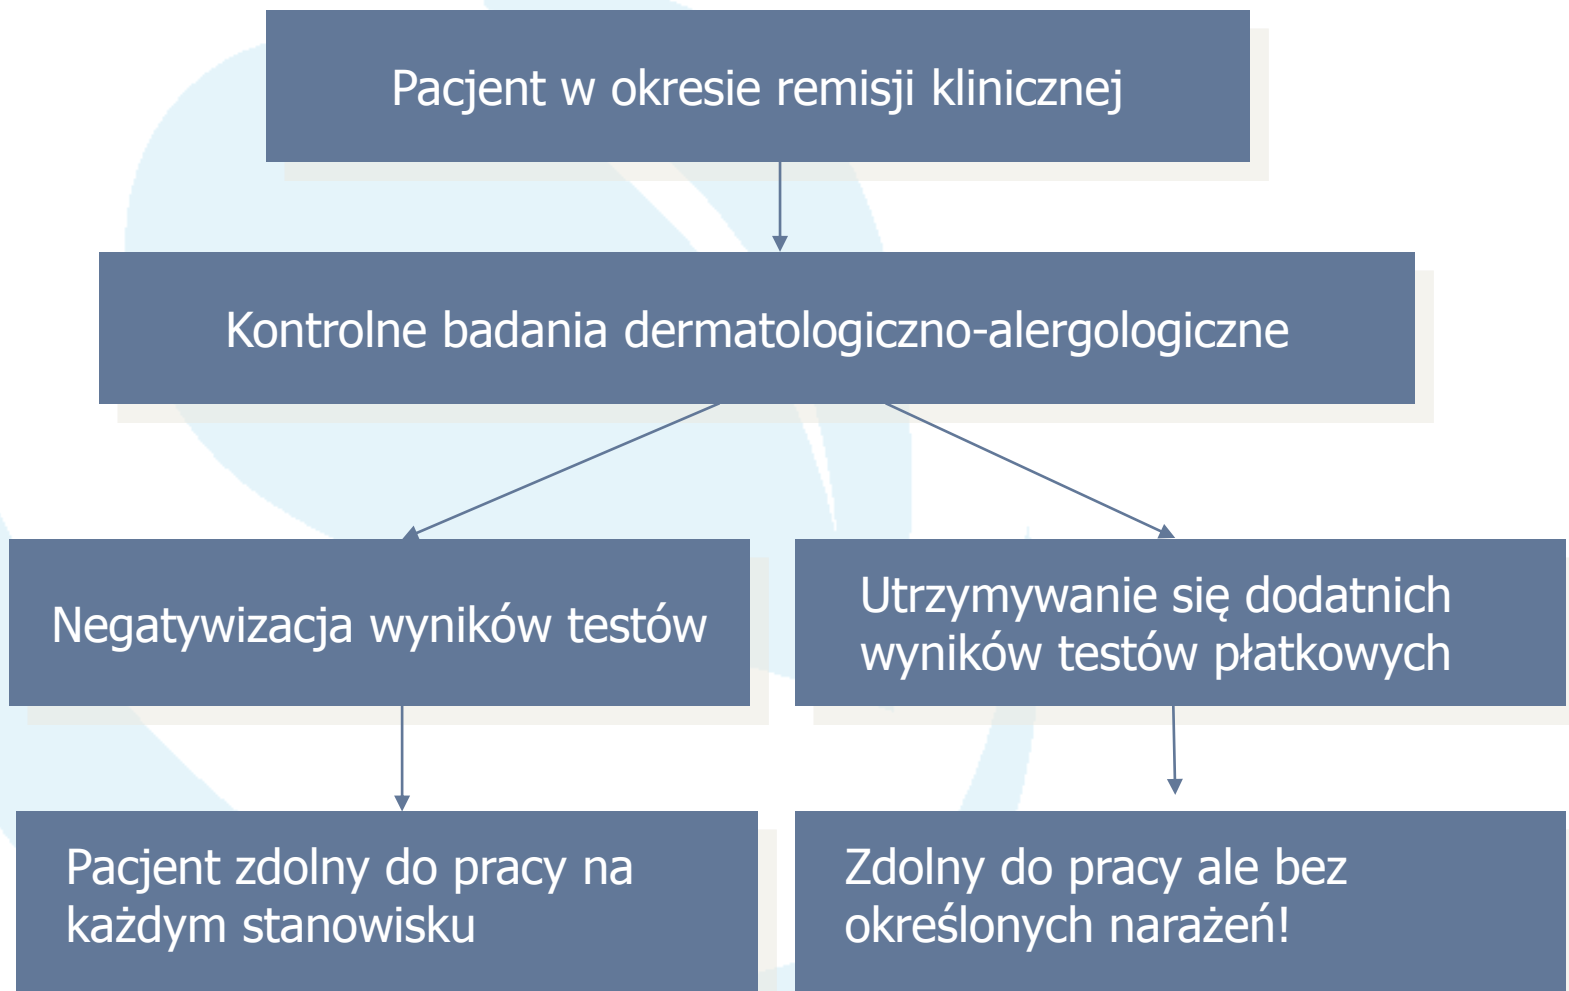 Pacjent w okresie remisji klinicznej
Kontrolne badania dermatologiczno-alergologiczne
Negatywizacja wyników testów
Utrzymywanie się dodatnich
wyników testów płatkowych
Pacjent zdolny do pracy na
każdym stanowisku
Zdolny do pracy ale bez
określonych narażeń!